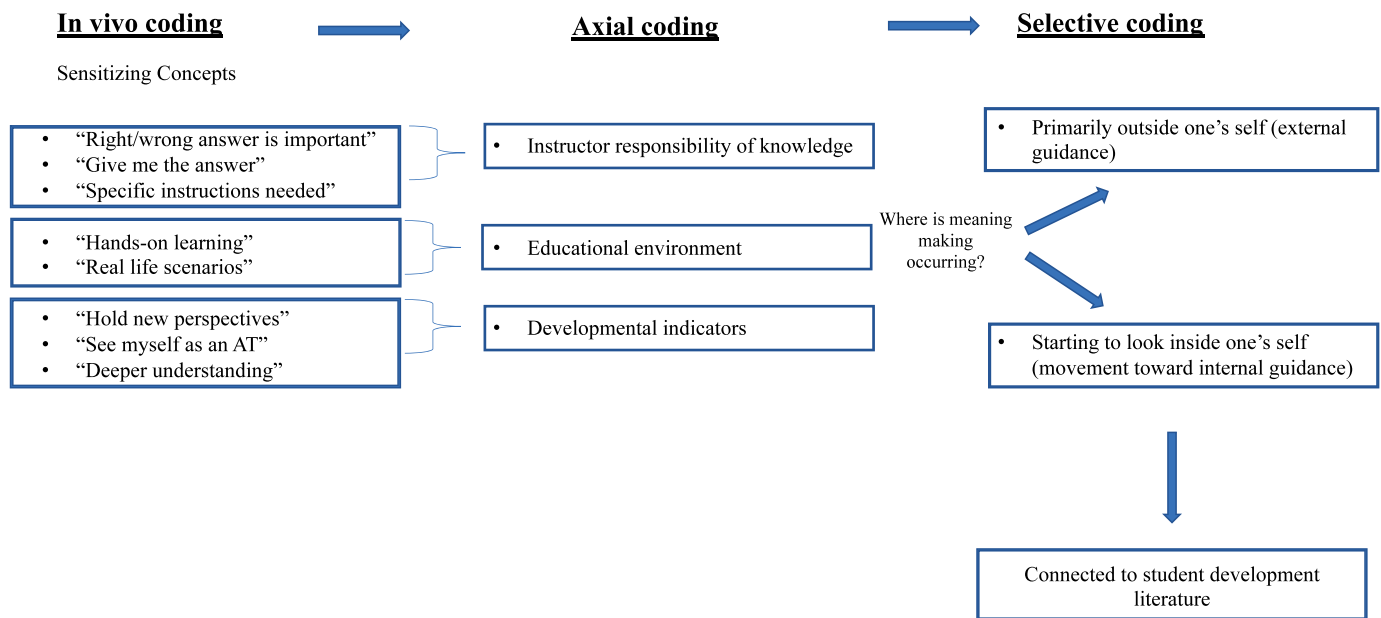 In vivo coding
Axial coding
Selective coding
Sensitizing Concepts
• “Right/wrong answer is important”
• “Give me the answer”
• “Specific instructions needed”
• “Hands-on learning”
• “Real life scenarios”
• “Hold new perspectives”
• “See myself as an AT”
• “Deeper understanding”
• Instructor responsibility of knowledge
• Educational environment
• Developmental indicators
Where is meaning
making
occurring?
• Primarily outside one’s self (external
guidance)
• Starting to look inside one’s self
(movement toward internal guidance)
Connected to student development
literature